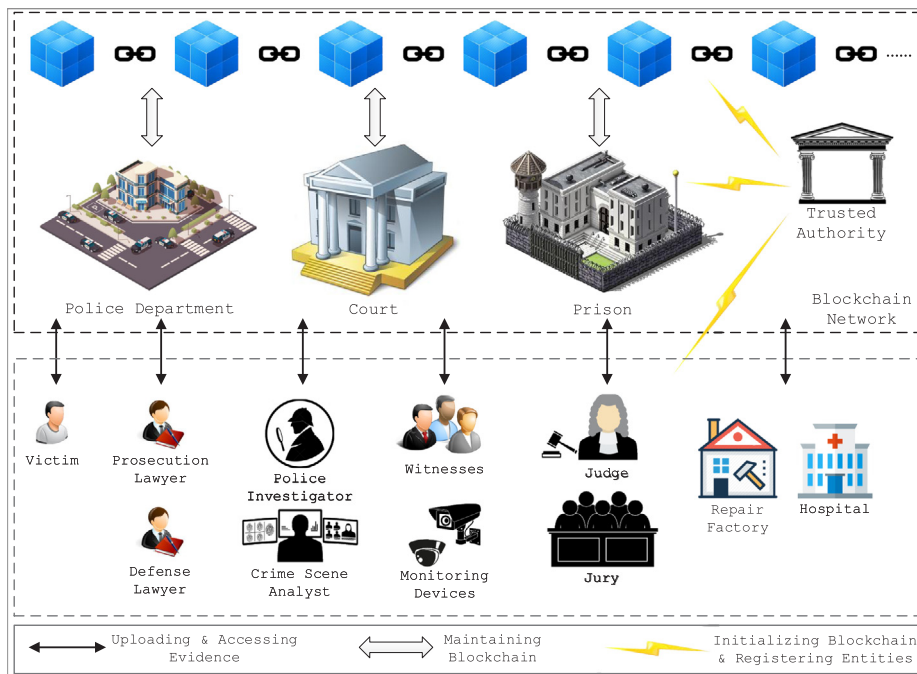 ......
Trusted
Authority
Police Department
Court
Prison
Blockchain
Network
Victim
Prosecution
Lawyer
Police
Investigator
Witnesses
Judge
Repair
Factory
Hospital
Defense
Lawyer
Crime Scene
Analyst
Monitoring
Devices
Jury
Uploading & Accessing
Evidence
Maintaining
Blockchain
Initializing Blockchain
& Registering Entities